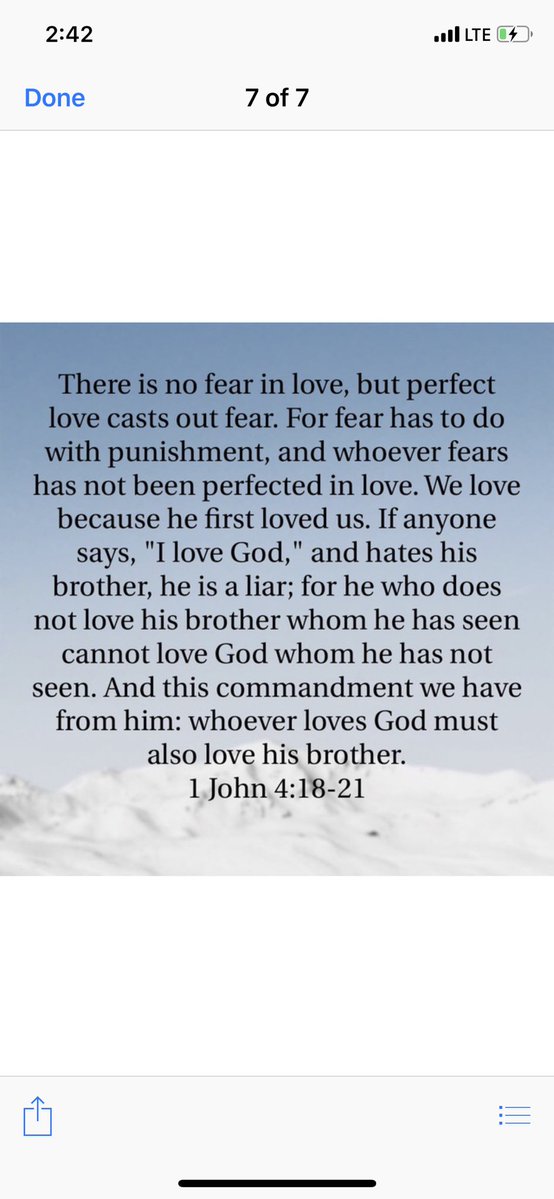 2:42
LTE
Done
7 of 7
There is no fear in love, but perfect
love casts out fear. For fear has to do
with punishment, and whoever fears
has not been perfected in love. We love
because he first loved us. If anyone
says, "I love God," and hates his
brother, he is a liar; for he who does
not love his brother whom he has seen
cannot love God whom he has not
seen. And this commandment we have
from him: whoever loves God must
also love his brother.
1 John 4:18-21